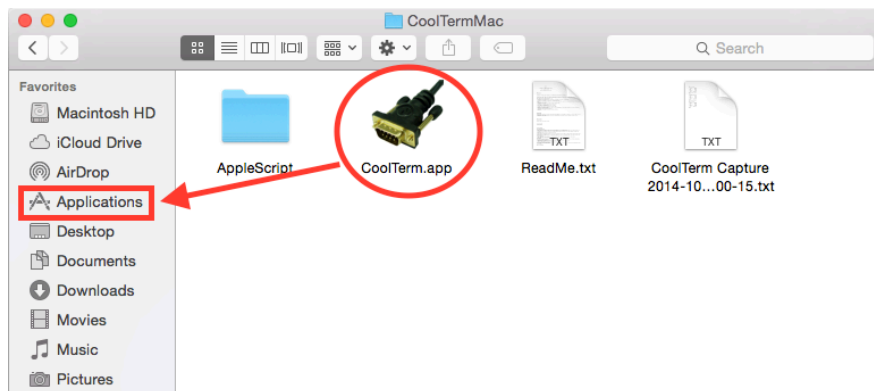 CoolTermMac
Search
Favorites
Macintosh HD
iCloud Drive
AirDrop
Applications
Desktop
Documents
Downloads
Movies
Music
Pictures
AppleScript
CoolTerm.app
TXT
ReadMe.txt
TXT
CoolTerm Capture
2014-10...00-15.txt